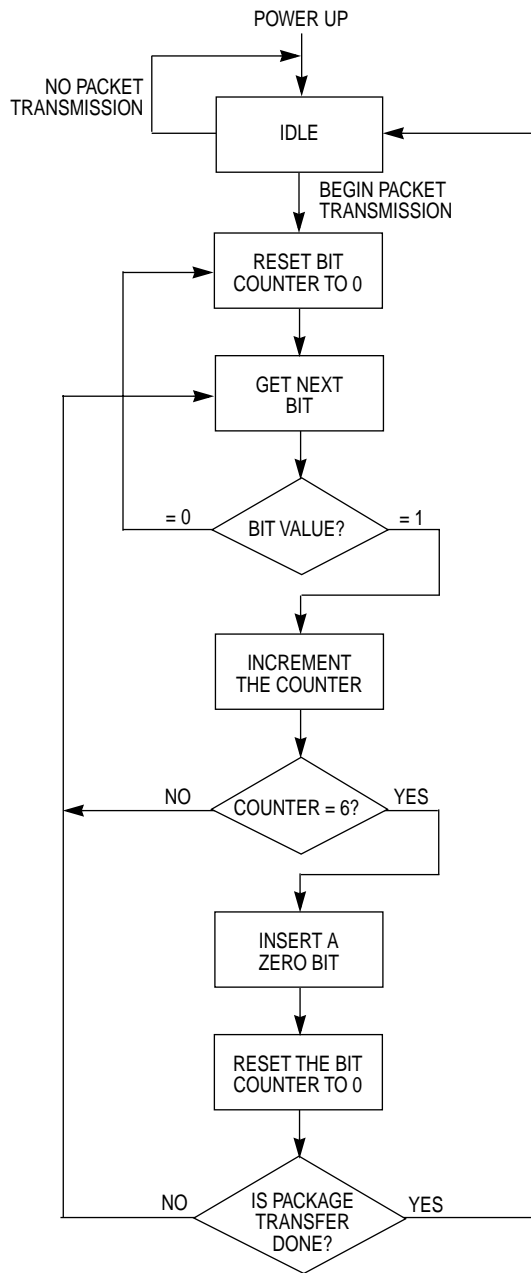 POWER UP
NO PACKET
TRANSMISSION
IDLE
BEGIN PACKET
TRANSMISSION
RESET BIT
COUNTER TO 0
GET NEXT
BIT
= 0
BIT VALUE?
= 1
INCREMENT
THE COUNTER
NO
COUNTER = 6?
YES
INSERT A
ZERO BIT
RESET THE BIT
COUNTER TO 0
NO
IS PACKAGE
TRANSFER
DONE?
YES